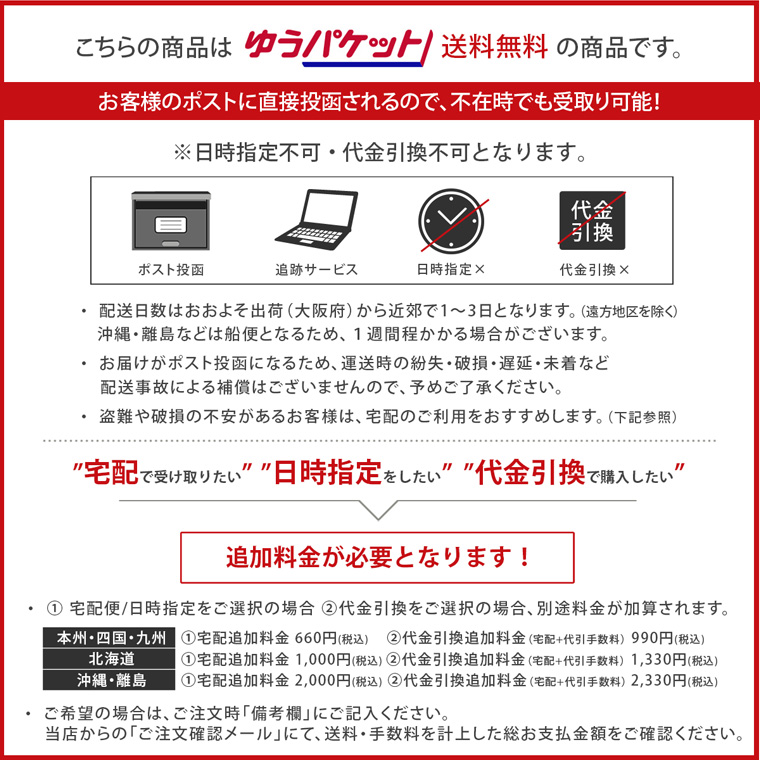 こちらの商品は ゆうパケット 送料無料 の商品です。
お客様のポストに直接投函されるので、不在時でも受取り可能!
※日時指定不可・代金引換不可となります。
代金
引換
ポスト投函 追跡サービス 日時指定× 代金引換×
・ 配送日数はおおよそ出荷(大阪府)から近郊で1～3日となります。(遠方地区を除く)
沖縄・離島などは船便となるため、1週間程かかる場合がございます。
・ お届けがポスト投函になるため、運送時の紛失・破損・遅延・未着など
配送事故による補償はございませんので、予めご了承ください。
・ 盗難や破損の不安があるお客様は、宅配のご利用をおすすめします。(下記参照)
”宅配で受け取りたい” ”日時指定をしたい” ”代金引換で購入したい”
追加料金が必要となります!
・ ① 宅配便/日時指定をご選択の場合 ②代金引換をご選択の場合、別途料金が加算されます。
本州・四国・九州 ①宅配追加料金 660円(税込) ②代金引換追加料金(宅配+代引手数料) 990円(税込)
北海道 ①宅配追加料金 1,000円(税込) ②代金引換追加料金(宅配+代引手数料) 1,330円(税込)
沖縄・離島 ①宅配追加料金 2,000円(税込) ②代金引換追加料金(宅配+代引手数料) 2,330円(税込)
・ ご希望の場合は、ご注文時「備考欄」にご記入ください。
当店からの「ご注文確認メール」にて、送料・手数料を計上した総お支払金額をご確認ください。